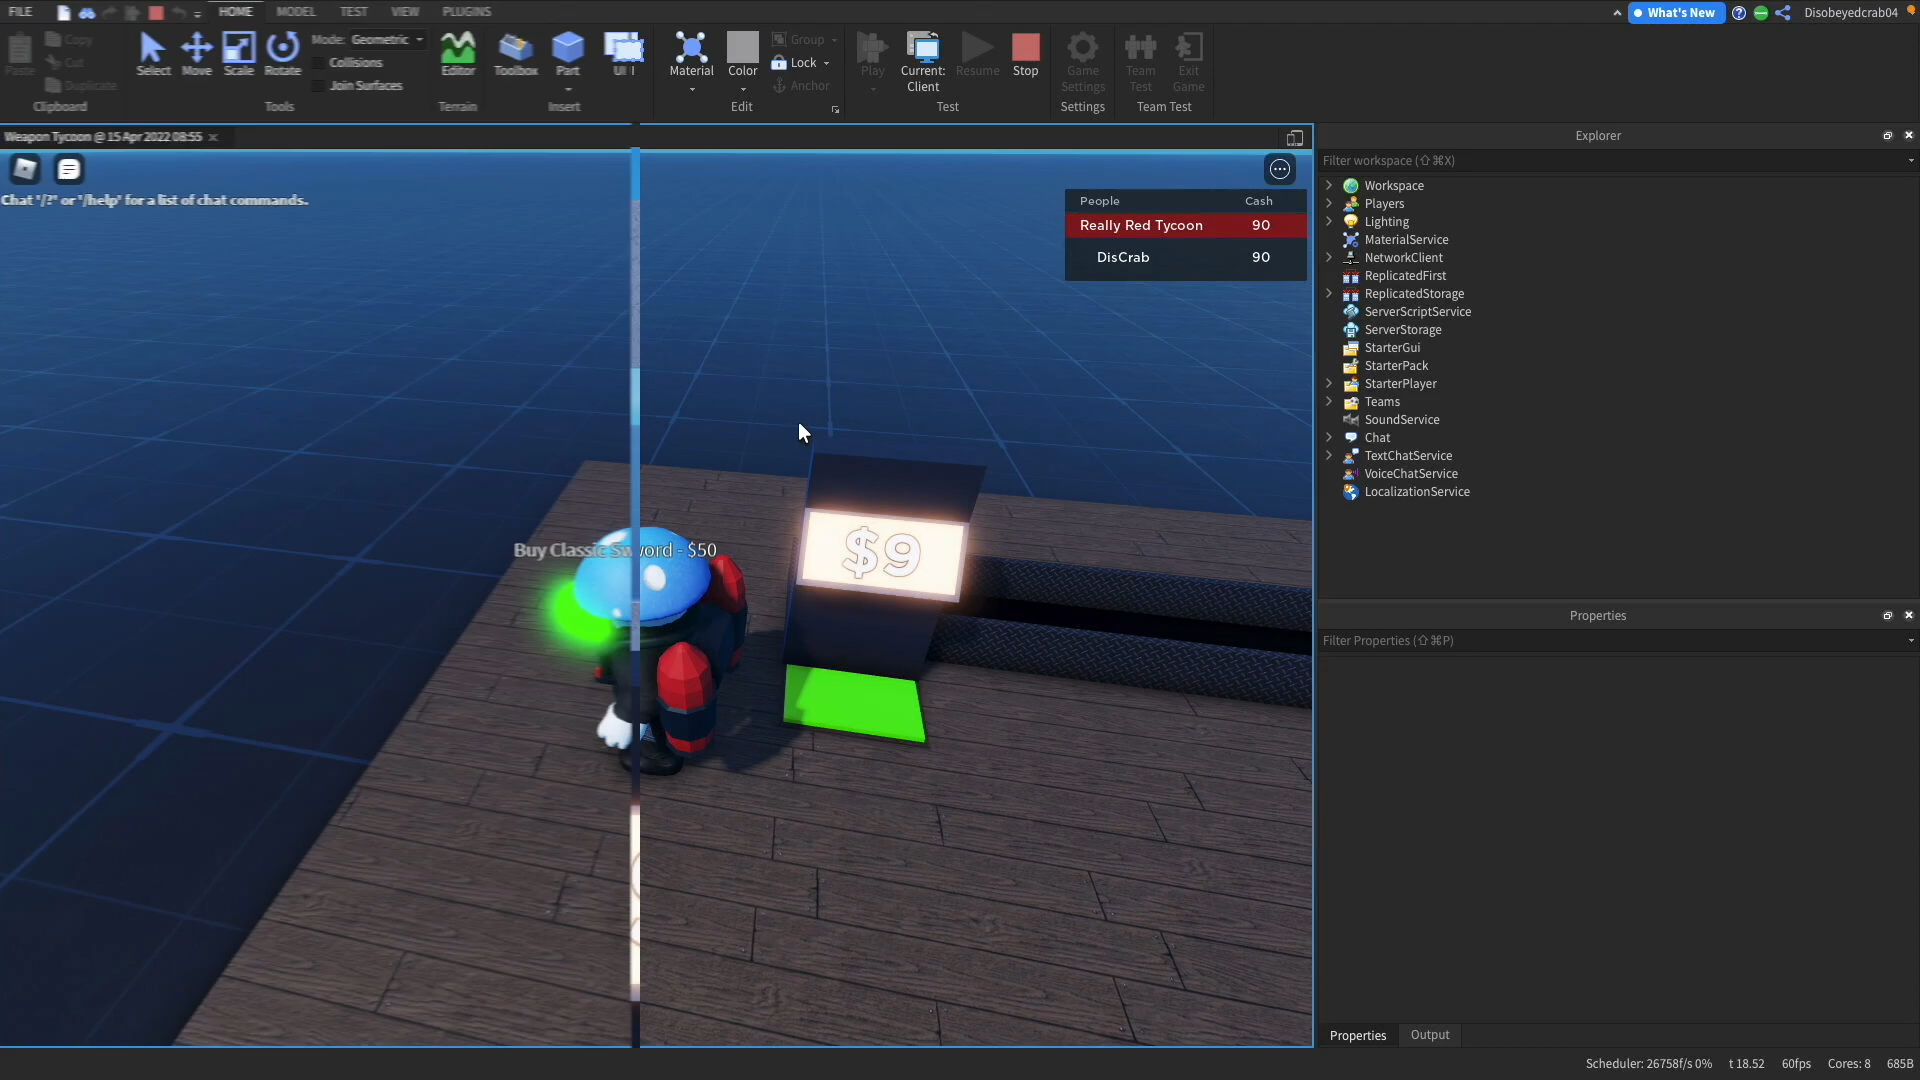 FILE HOME MODEL TEST VIEW PLUGINS
What's New Disobeyedcrab04
Paste Copy
Cut
Duplicate
Clipboard
Select Move Scale Rotate
Mode: Geometric
Collisions
Join Surfaces
Tools
Editor
Terrain
Toolbox Part
Insert
Material Color
Group
Lock
Anchor
Edit
Play Current: Client Resume Stop
Test
Game Settings
Settings
Team Test Exit Game
Team Test
Weapon Tycoon @ 15 Apr 2022 08:55
Chat '/?' or '/help' for a list of chat commands.
People Cash
Really Red Tycoon 90
DisCrab 90
Buy Classic Sword - $50
$9
Explorer
Filter workspace (⇧⌘X)
Workspace
Players
Lighting
MaterialService
NetworkClient
ReplicatedFirst
ReplicatedStorage
ServerScriptService
ServerStorage
StarterGui
StarterPack
StarterPlayer
Teams
SoundService
Chat
TextChatService
VoiceChatService
LocalizationService
Properties
Filter Properties (⇧⌘P)
Properties Output
Scheduler: 26758f/s 0% t 18.52 60fps Cores: 8 685B